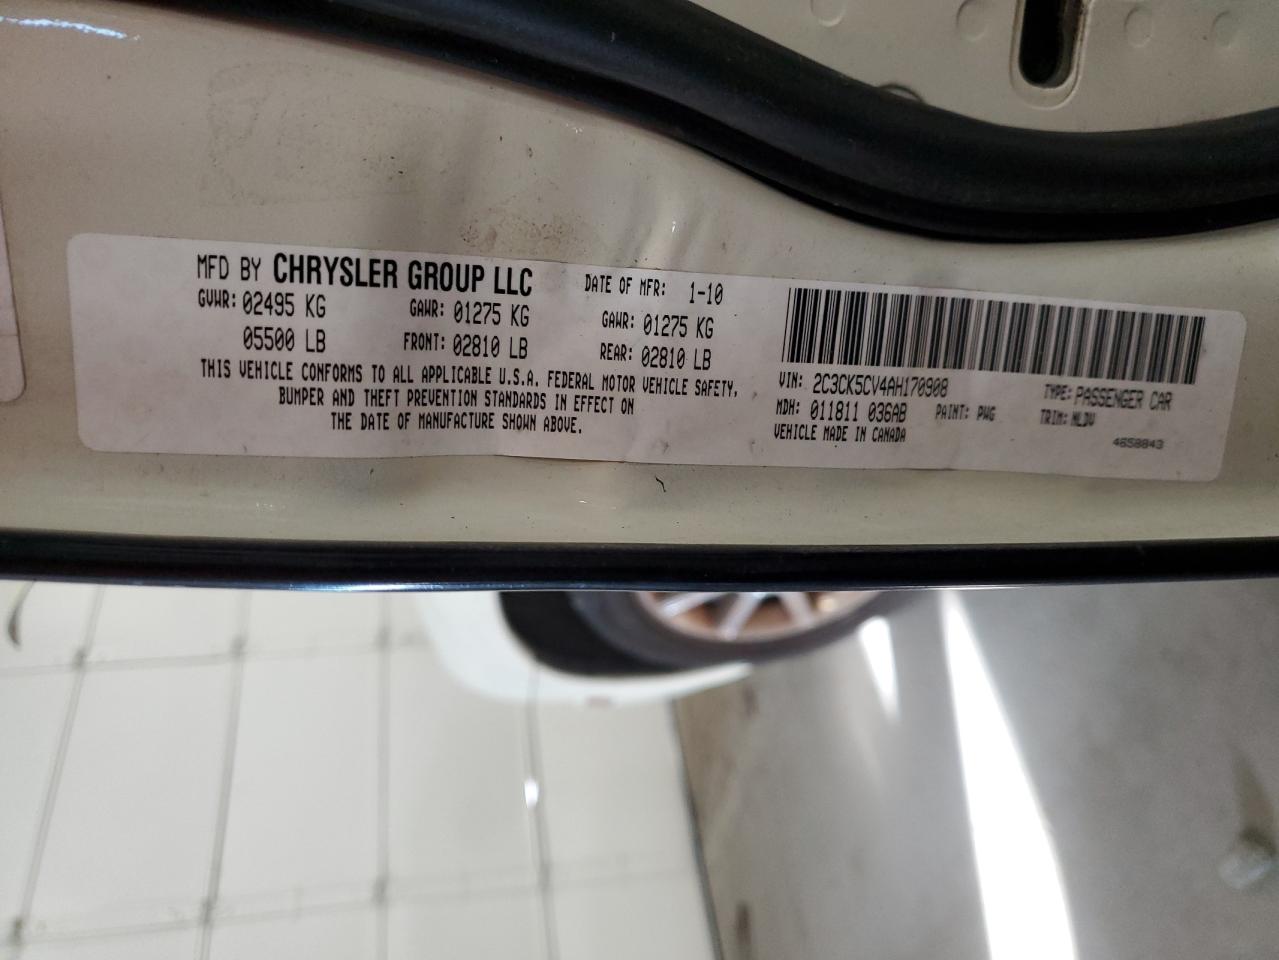 MFD BY CHRYSLER GROUP LLC DATE OF MFR: 1-10
GVWR: 02495 KG GAWR: 01275 KG GAWR: 01275 KG
05500 LB FRONT: 02810 LB REAR: 02810 LB
THIS VEHICLE CONFORMS TO ALL APPLICABLE U.S.A. FEDERAL MOTOR VEHICLE SAFETY,
BUMPER AND THEFT PREVENTION STANDARDS IN EFFECT ON
THE DATE OF MANUFACTURE SHOWN ABOVE.
VIN: 2C3CK5CV4AH170908 TYPE: PASSENGER CAR
MDH: 011811 036AB PAINT: PWG TRIM: MLDV
VEHICLE MADE IN CANADA 4658843